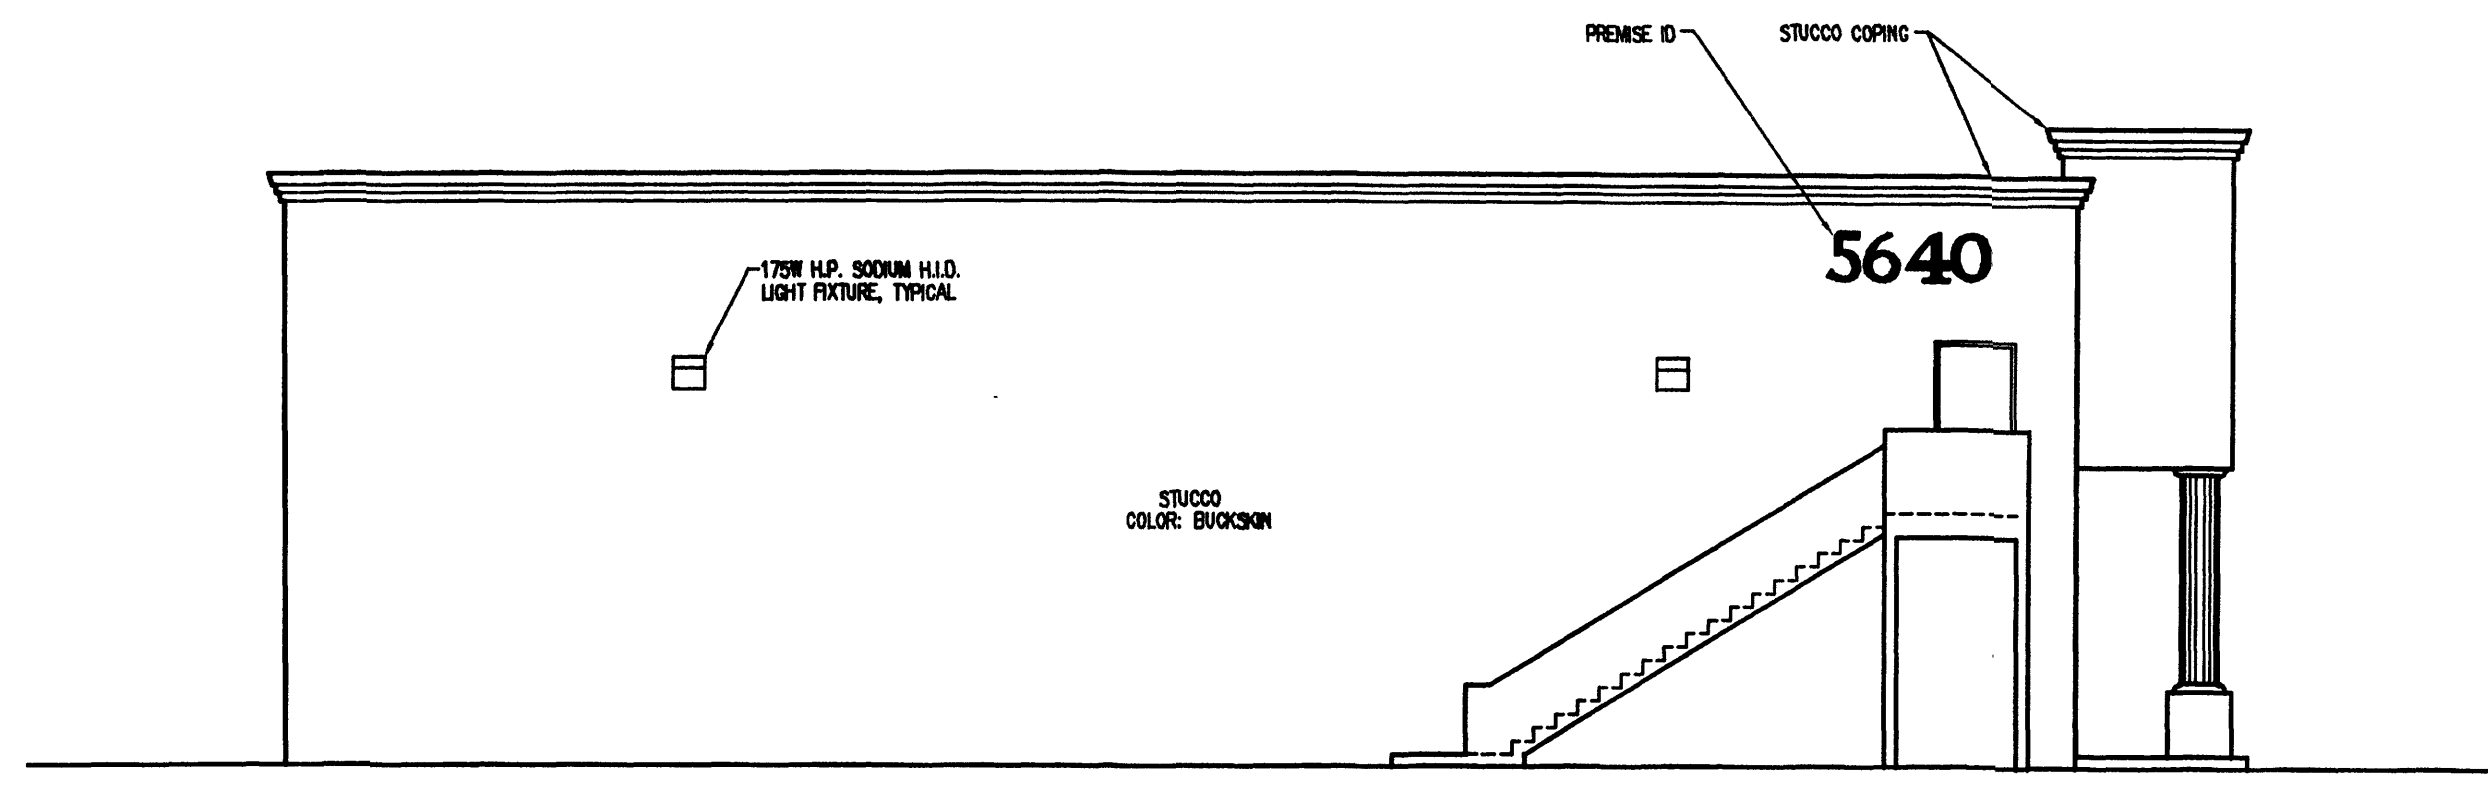 PREMISE ID
STUCCO COPING
5640
175W H.P. SODIUM H.I.D.
LIGHT FIXTURE, TYPICAL
STUCCO
COLOR: BUCKSKIN